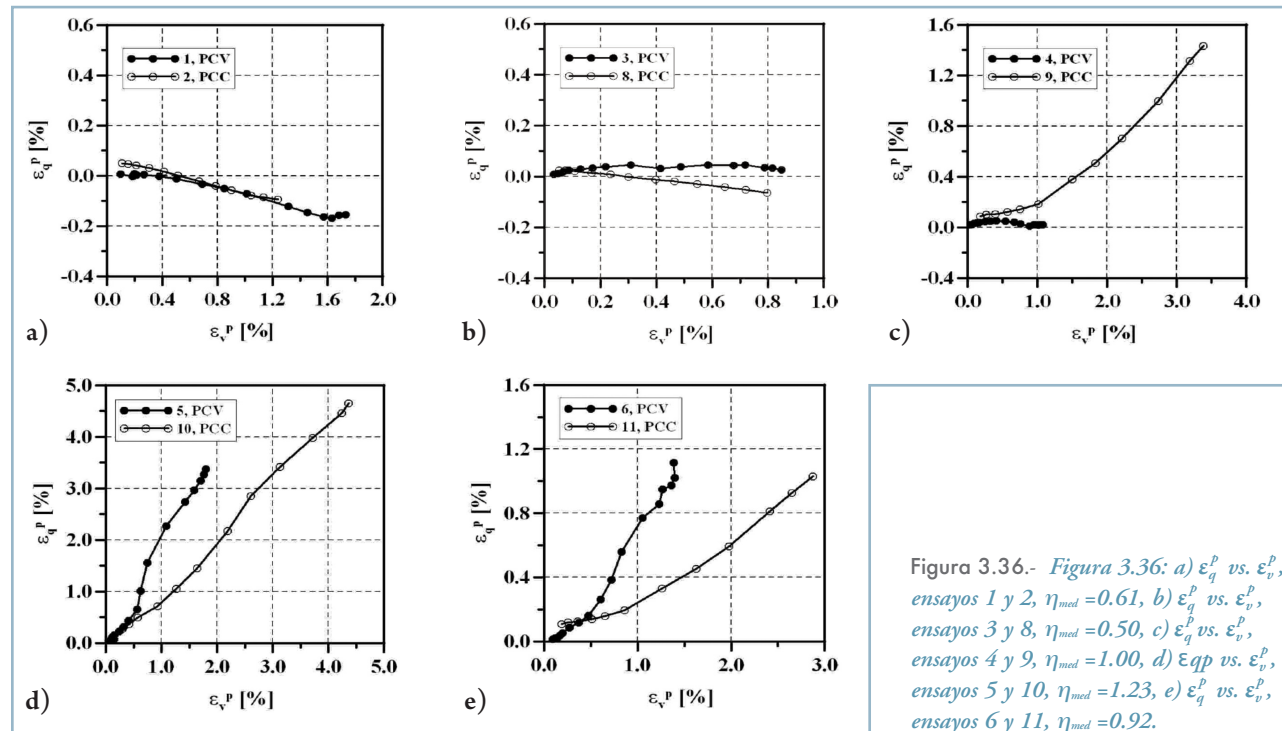 0.6
0.4
0.2
0.0
-0.2
-0.4
εqp [%]
1, PCV
2, PCC
0.0 0.4 0.8 1.2 1.6 2.0
εvp [%]
a)
0.6
0.4
0.2
0.0
-0.2
-0.4
εqp [%]
3, PCV
8, PCC
0.0 0.2 0.4 0.6 0.8 1.0
εvp [%]
b)
1.6
1.2
0.8
0.4
0.0
-0.4
εqp [%]
4, PCV
9, PCC
0.0 1.0 2.0 3.0 4.0
εvp [%]
c)
5.0
4.0
3.0
2.0
1.0
0.0
εqp [%]
5, PCV
10, PCC
0.0 1.0 2.0 3.0 4.0 5.0
εvp [%]
d)
1.6
1.2
0.8
0.4
0.0
εqp [%]
6, PCV
11, PCC
0.0 1.0 2.0 3.0
εvp [%]
e)
Figura 3.36.- Figura 3.36: a) εqp vs. εvp,
ensayos 1 y 2, ηmed =0.61, b) εqp vs. εvp,
ensayos 3 y 8, ηmed =0.50, c) εqp vs. εvp,
ensayos 4 y 9, ηmed =1.00, d) εqp vs. εvp,
ensayos 5 y 10, ηmed =1.23, e) εqp vs. εvp,
ensayos 6 y 11, ηmed =0.92.